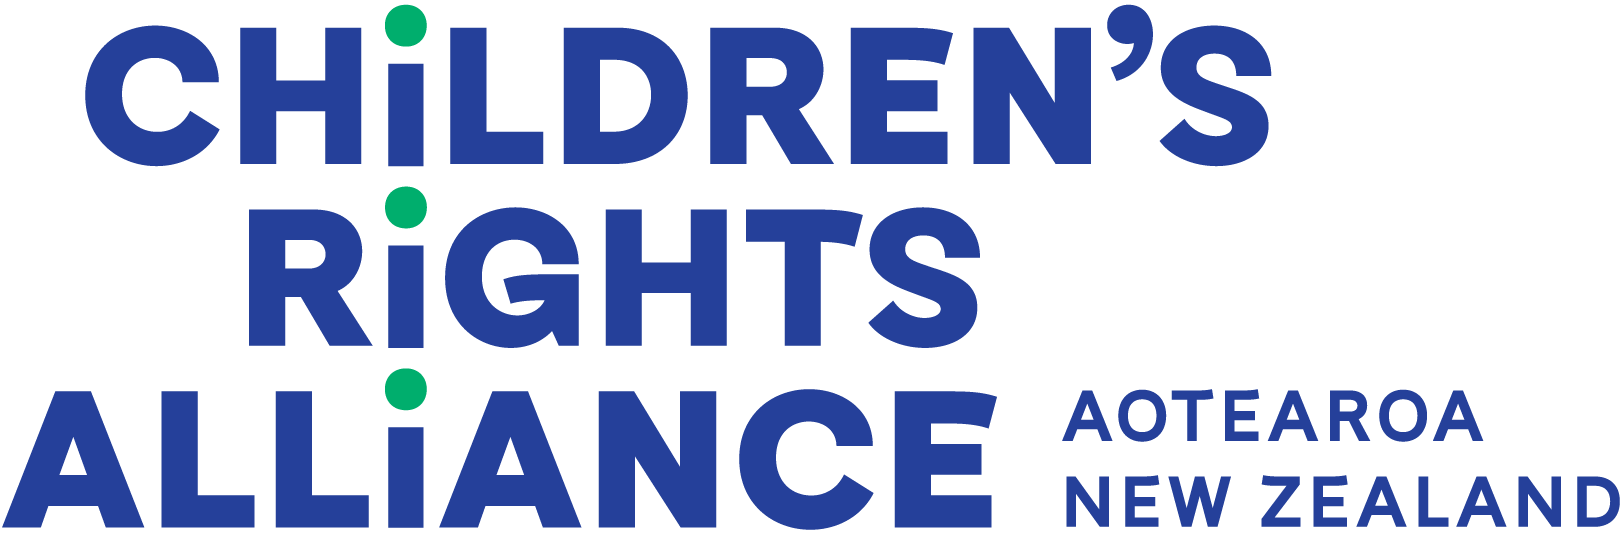 CHiLDREN’S
RiGHTS
ALLiANCE
AOTEAROA
NEW ZEALAND